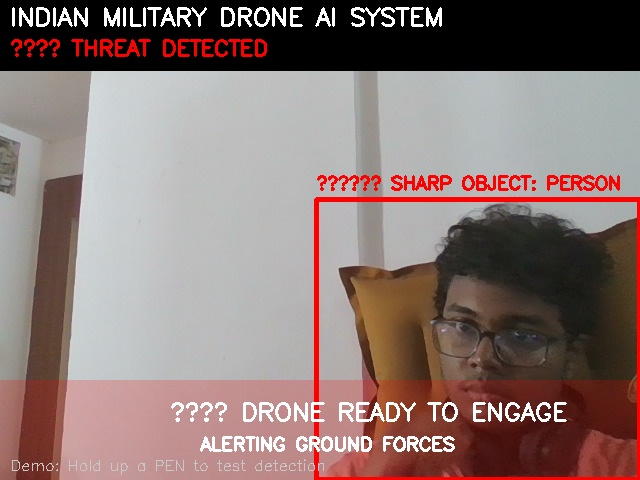 INDIAN MILITARY DRONE AI SYSTEM
???? THREAT DETECTED
?????? SHARP OBJECT: PERSON
???? DRONE READY TO ENGAGE
ALERTING GROUND FORCES
Demo: Hold up a PEN to test detection